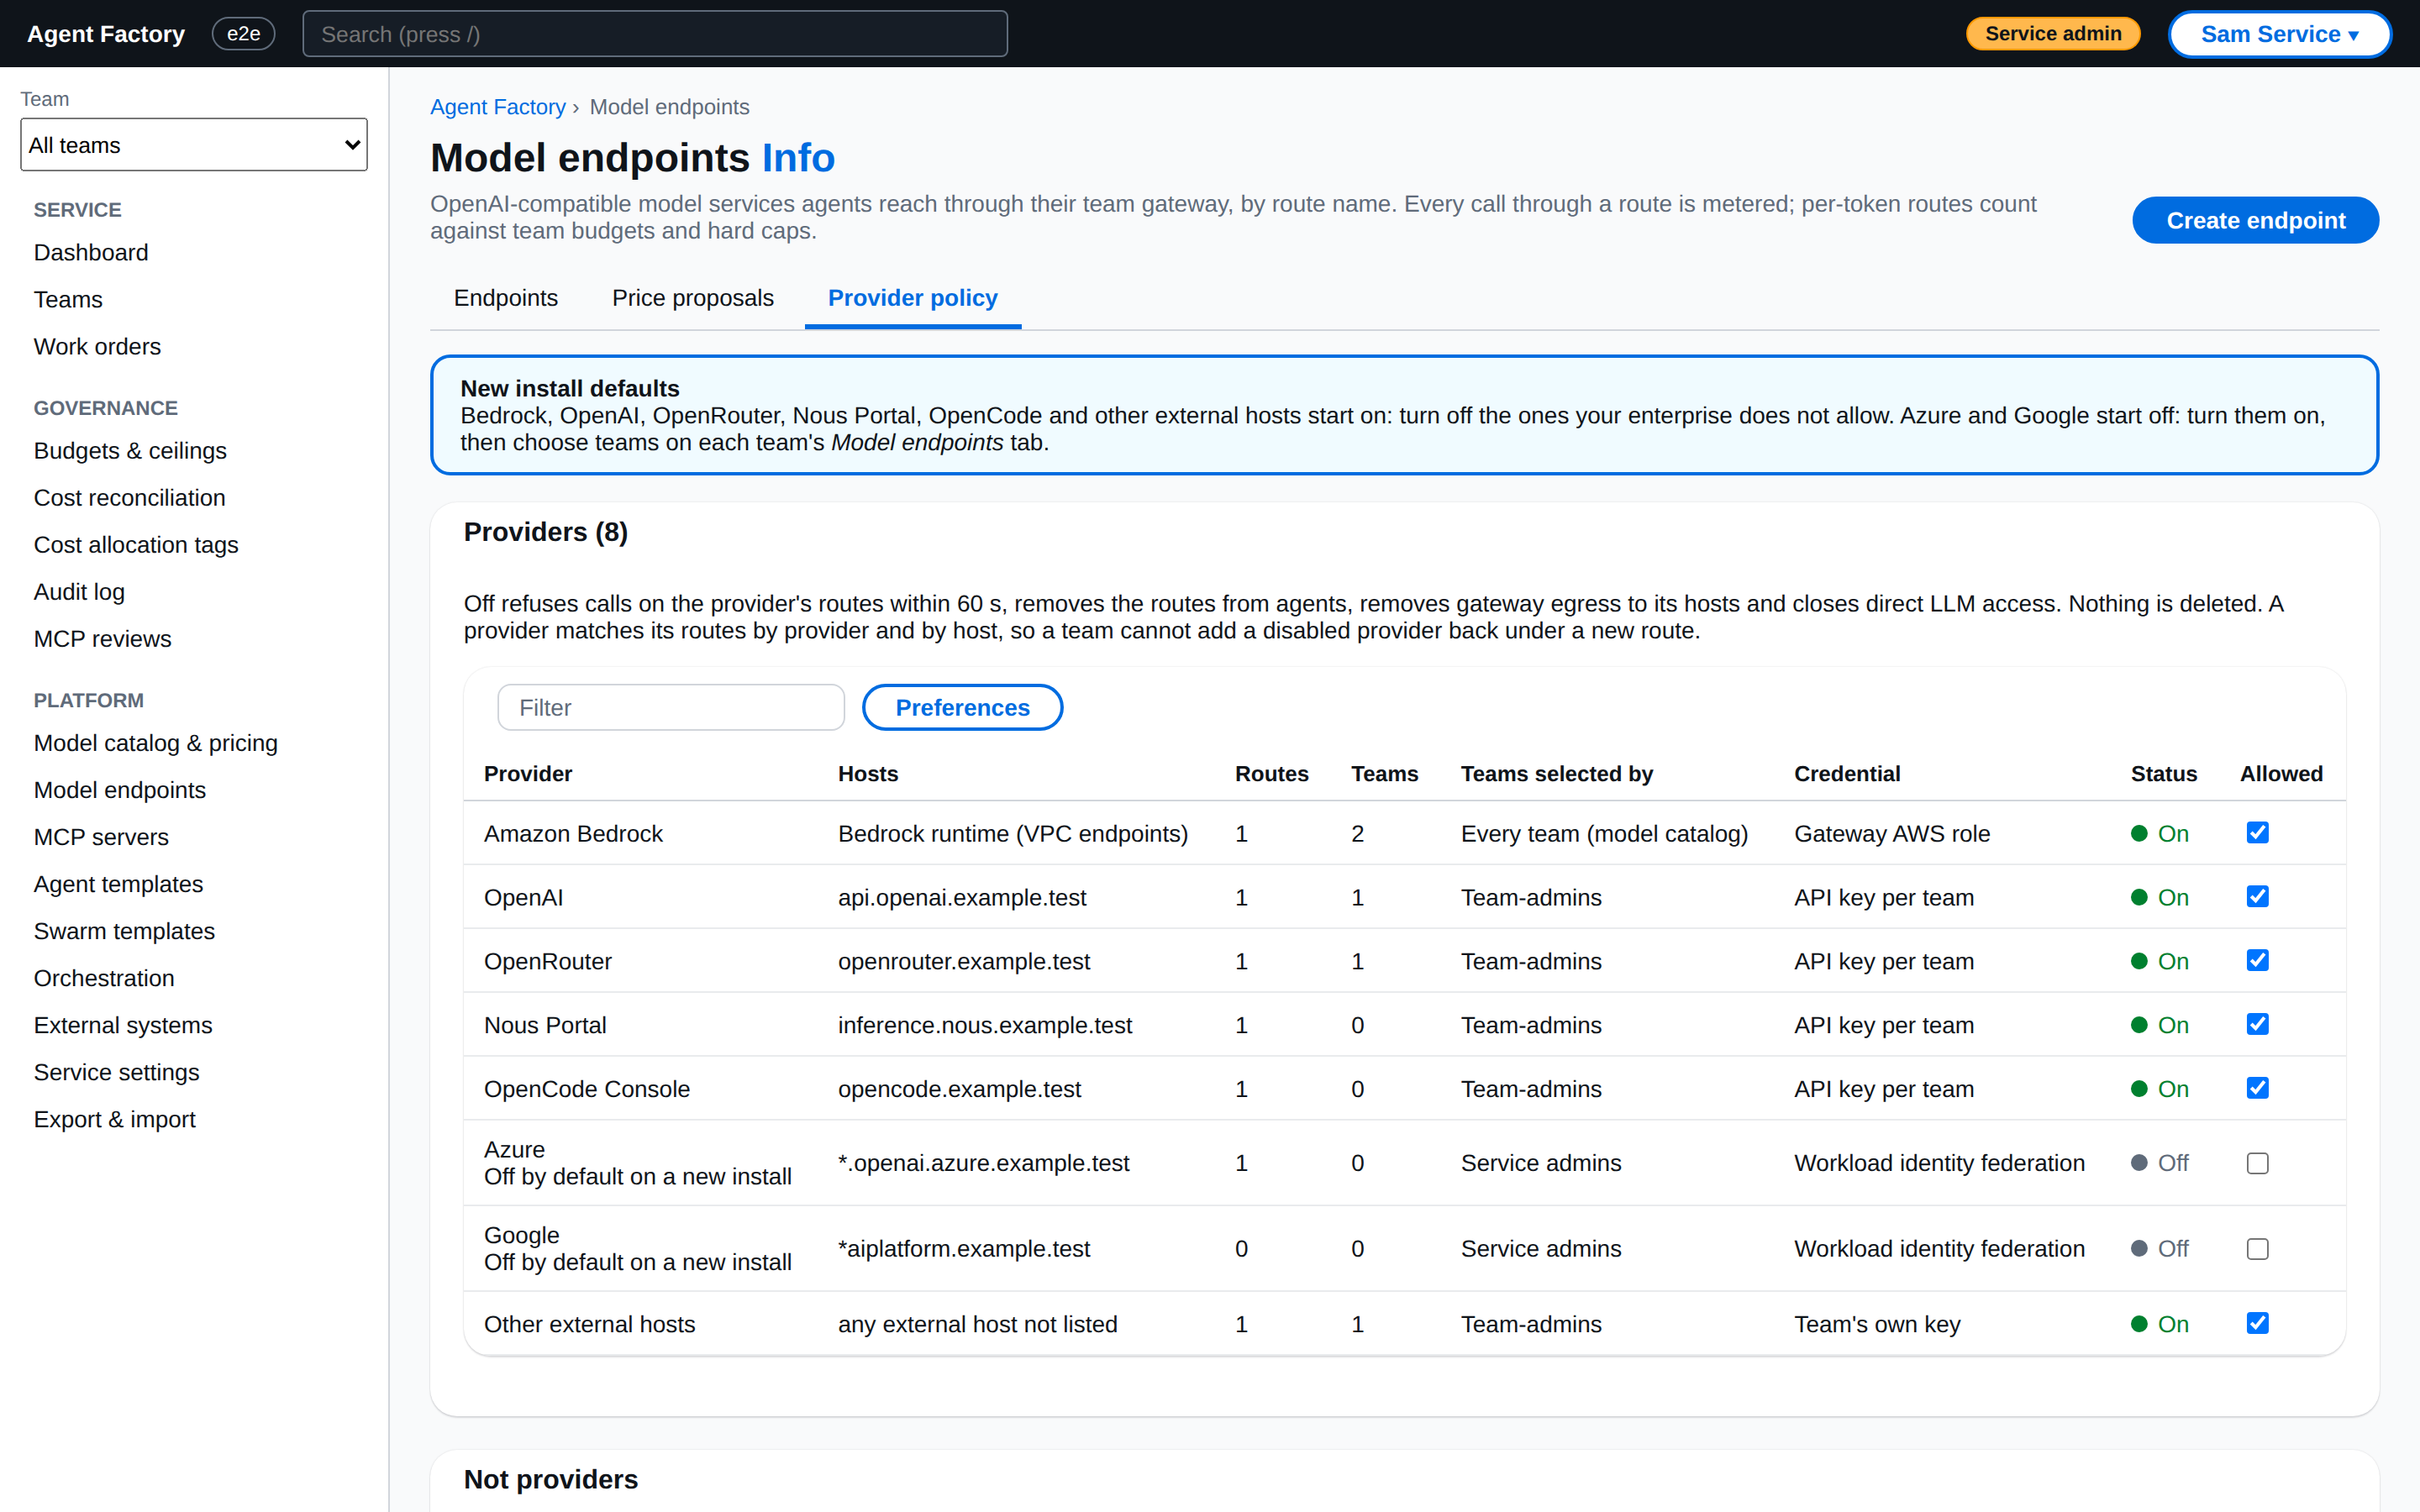 Agent Factory
e2e
Search (press /)
Service admin
Sam Service ▾
Team
All teams
SERVICE
Dashboard
Teams
Work orders
GOVERNANCE
Budgets & ceilings
Cost reconciliation
Cost allocation tags
Audit log
MCP reviews
PLATFORM
Model catalog & pricing
Model endpoints
MCP servers
Agent templates
Swarm templates
Orchestration
External systems
Service settings
Export & import
Agent Factory › Model endpoints
Model endpoints Info
OpenAI-compatible model services agents reach through their team gateway, by route name. Every call through a route is metered; per-token routes count
against team budgets and hard caps.
Create endpoint
Endpoints Price proposals Provider policy
New install defaults
Bedrock, OpenAI, OpenRouter, Nous Portal, OpenCode and other external hosts start on: turn off the ones your enterprise does not allow. Azure and Google start off: turn them on,
then choose teams on each team's Model endpoints tab.
Providers (8)
Off refuses calls on the provider's routes within 60 s, removes the routes from agents, removes gateway egress to its hosts and closes direct LLM access. Nothing is deleted. A
provider matches its routes by provider and by host, so a team cannot add a disabled provider back under a new route.
Filter
Preferences
Provider Hosts Routes Teams Teams selected by Credential Status Allowed
Amazon Bedrock Bedrock runtime (VPC endpoints) 1 2 Every team (model catalog) Gateway AWS role On
OpenAI api.openai.example.test 1 1 Team-admins API key per team On
OpenRouter openrouter.example.test 1 1 Team-admins API key per team On
Nous Portal inference.nous.example.test 1 0 Team-admins API key per team On
OpenCode Console opencode.example.test 1 0 Team-admins API key per team On
Azure
Off by default on a new install *.openai.azure.example.test 1 0 Service admins Workload identity federation Off
Google
Off by default on a new install *aiplatform.example.test 0 0 Service admins Workload identity federation Off
Other external hosts any external host not listed 1 1 Team-admins Team's own key On
Not providers